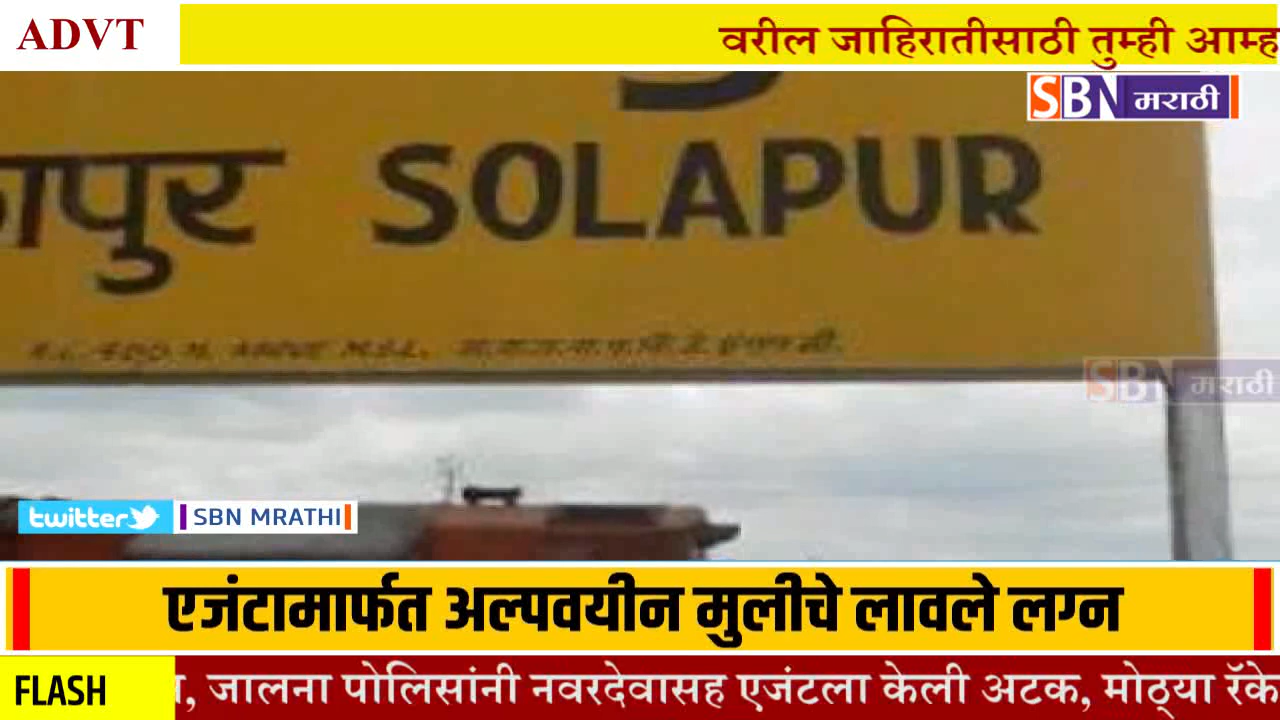 ADVT
वरील जाहिरातीसाठी तुम्ही आम्ह
SBN मराठी
ापुर SOLAPUR
M.S.L.
SBN मराठी
twitter SBN MRATHI
एजंटामार्फत अल्पवयीन मुलीचे लावले लग्न
FLASH , जालना पोलिसांनी नवरदेवासह एजंटला केली अटक, मोठ्या रॅके